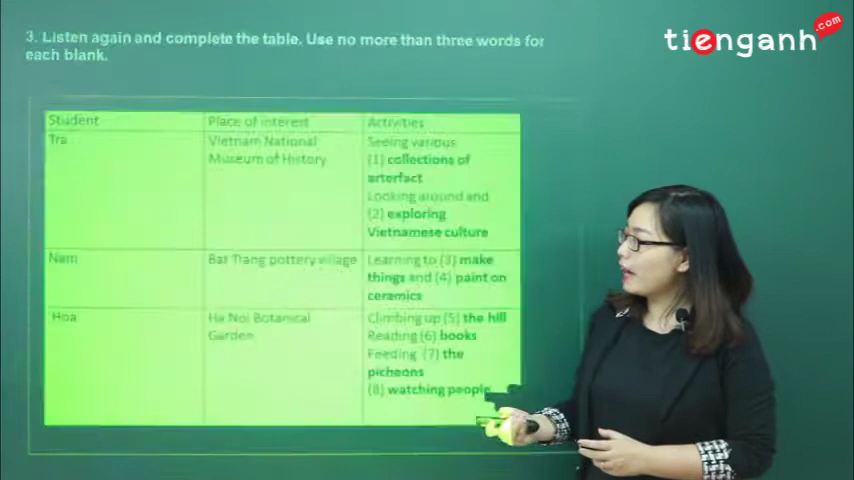 3. Listen again and complete the table. Use no more than three words for
each blank.
tienganh.com
Student Place of interest Activities
Tra Vietnam National Seeing various
Museum of History (1) collections of
arterfact
Looking around and
(2) exploring
Vietnamese culture
Nam Bat Trang pottery village Learning to (3) make
things and (4) paint on
ceramics
Hoa Ha Noi Botanical Climbing up (5) the hill
Garden Reading (6) books
Feeding (7) the
picheons
(8) watching people